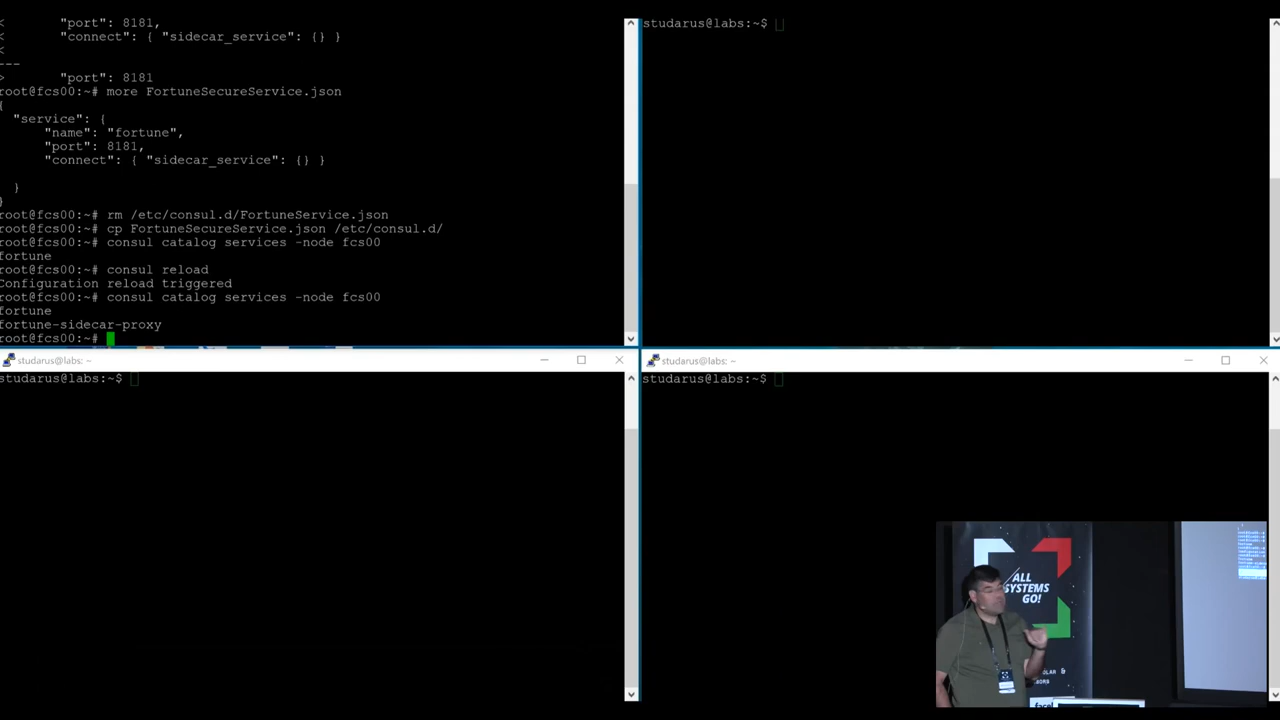 <     "port": 8181,
<     "connect": { "sidecar_service": {} }
<
---
>     "port": 8181
root@fcs00:~# more FortuneSecureService.json
{
"service": {
"name": "fortune",
"port": 8181,
"connect": { "sidecar_service": {} }
}
}
root@fcs00:~# rm /etc/consul.d/FortuneService.json
root@fcs00:~# cp FortuneSecureService.json /etc/consul.d/
root@fcs00:~# consul catalog services -node fcs00
fortune
root@fcs00:~# consul reload
Configuration reload triggered
root@fcs00:~# consul catalog services -node fcs00
fortune
fortune-sidecar-proxy
root@fcs00:~#
studarus@labs:~$
studarus@labs: ~
studarus@labs:~$
studarus@labs: ~
studarus@labs:~$
ALL
SYSTEMS
GO!